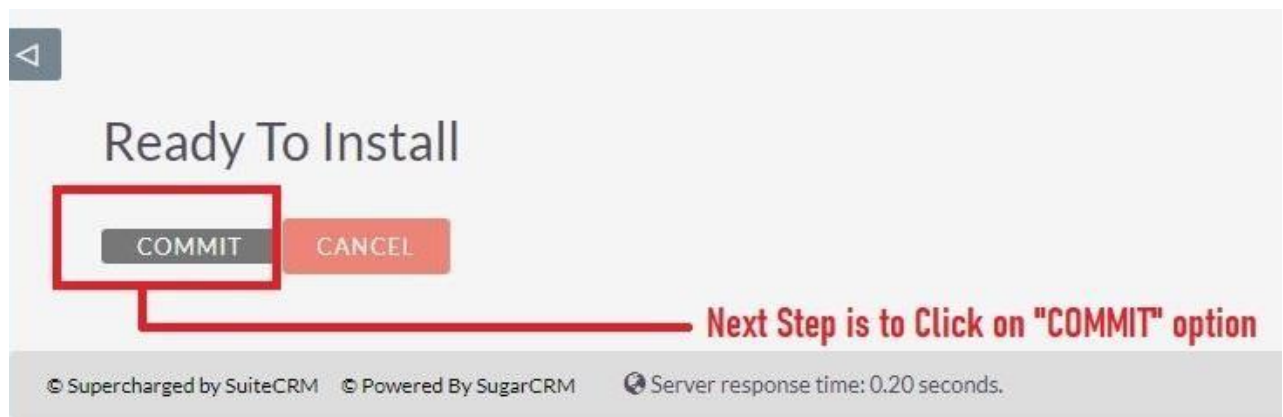 Ready To Install
COMMIT CANCEL
Next Step is to Click on "COMMIT" option
© Supercharged by SuiteCRM © Powered By SugarCRM Server response time: 0.20 seconds.